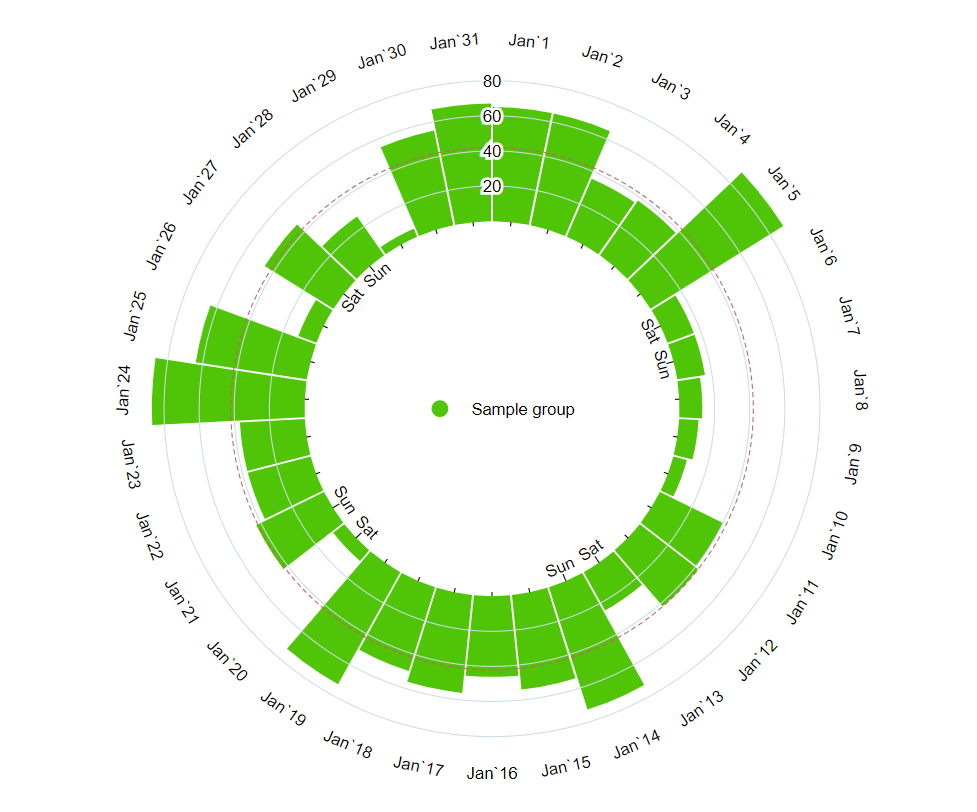 Jan`1
Jan`2
Jan`3
Jan`4
Jan`5
Jan`6
Jan`7
Jan`8
Jan`9
Jan`10
Jan`11
Jan`12
Jan`13
Jan`14
Jan`15
Jan`16
Jan`17
Jan`18
Jan`19
Jan`20
Jan`21
Jan`22
Jan`23
Jan`24
Jan`25
Jan`26
Jan`27
Jan`28
Jan`29
Jan`30
Jan`31
80
60
40
20
Sat
Sun
Sat
Sun
Sat
Sun
Sat
Sun
Sample group